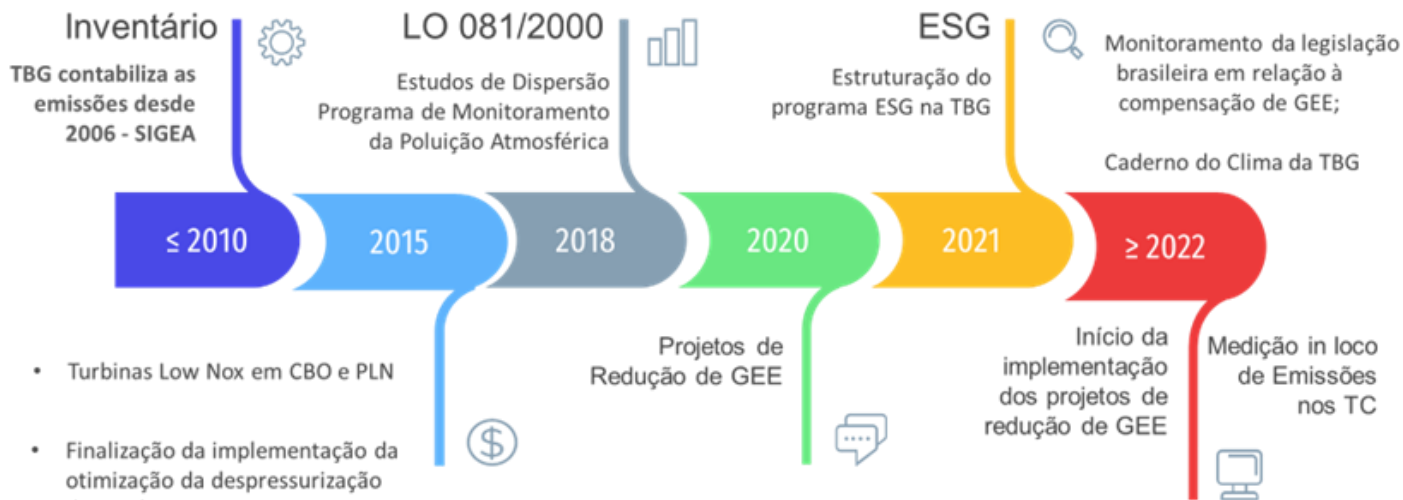 Inventário
TBG contabiliza as
emissões desde
2006 - SIGEA
LO 081/2000
Estudos de Dispersão
Programa de Monitoramento
da Poluição Atmosférica
ESG
Estruturação do
programa ESG na TBG
Monitoramento da legislação
brasileira em relação à
compensação de GEE;
Caderno do Clima da TBG
≤ 2010
2015
2018
2020
2021
≥ 2022
• Turbinas Low Nox em CBO e PLN
• Finalização da implementação da
otimização da despressurização
Projetos de
Redução de GEE
Início da
implementação
dos projetos de
redução de GEE
Medição in loco
de Emissões
nos TC